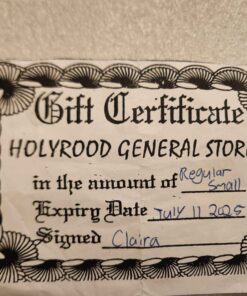 Gift Certificate
HOLYROOD GENERAL STORE
in the amount of Regular Small
Expiry Date July 11 2025
Signed Claira